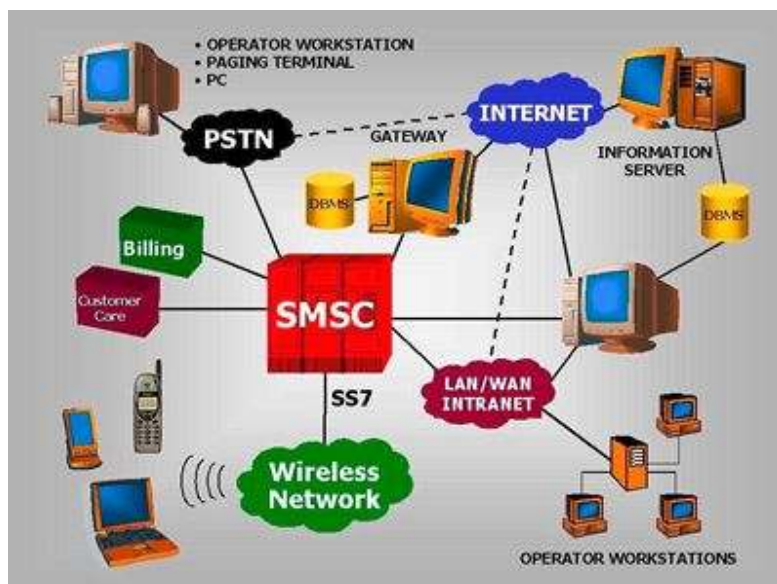 • OPERATOR WORKSTATION
• PAGING TERMINAL
• PC
PSTN
INTERNET
GATEWAY
INFORMATION
SERVER
DBMS
DBMS
Billing
Customer
Care
SMSC
LAN/WAN
INTRANET
SS7
Wireless
Network
OPERATOR WORKSTATIONS